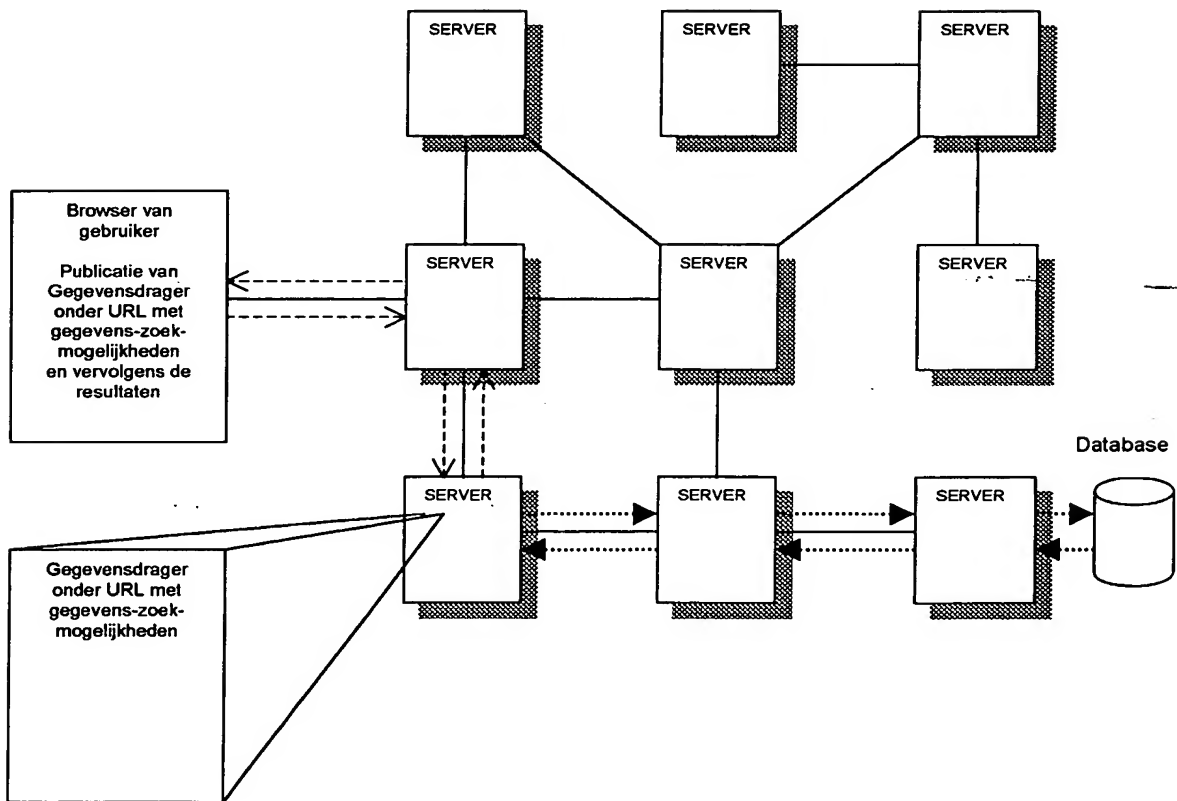 SERVER
SERVER
SERVER
Browser van
gebruiker
Publicatie van
Gegevensdrager
onder URL met
gegevens-zoek-
mogelijkheden
en vervolgens de
resultaten
SERVER
SERVER
SERVER
Database
SERVER
SERVER
SERVER
Gegevensdrager
onder URL met
gegevens-zoek-
mogelijkheden